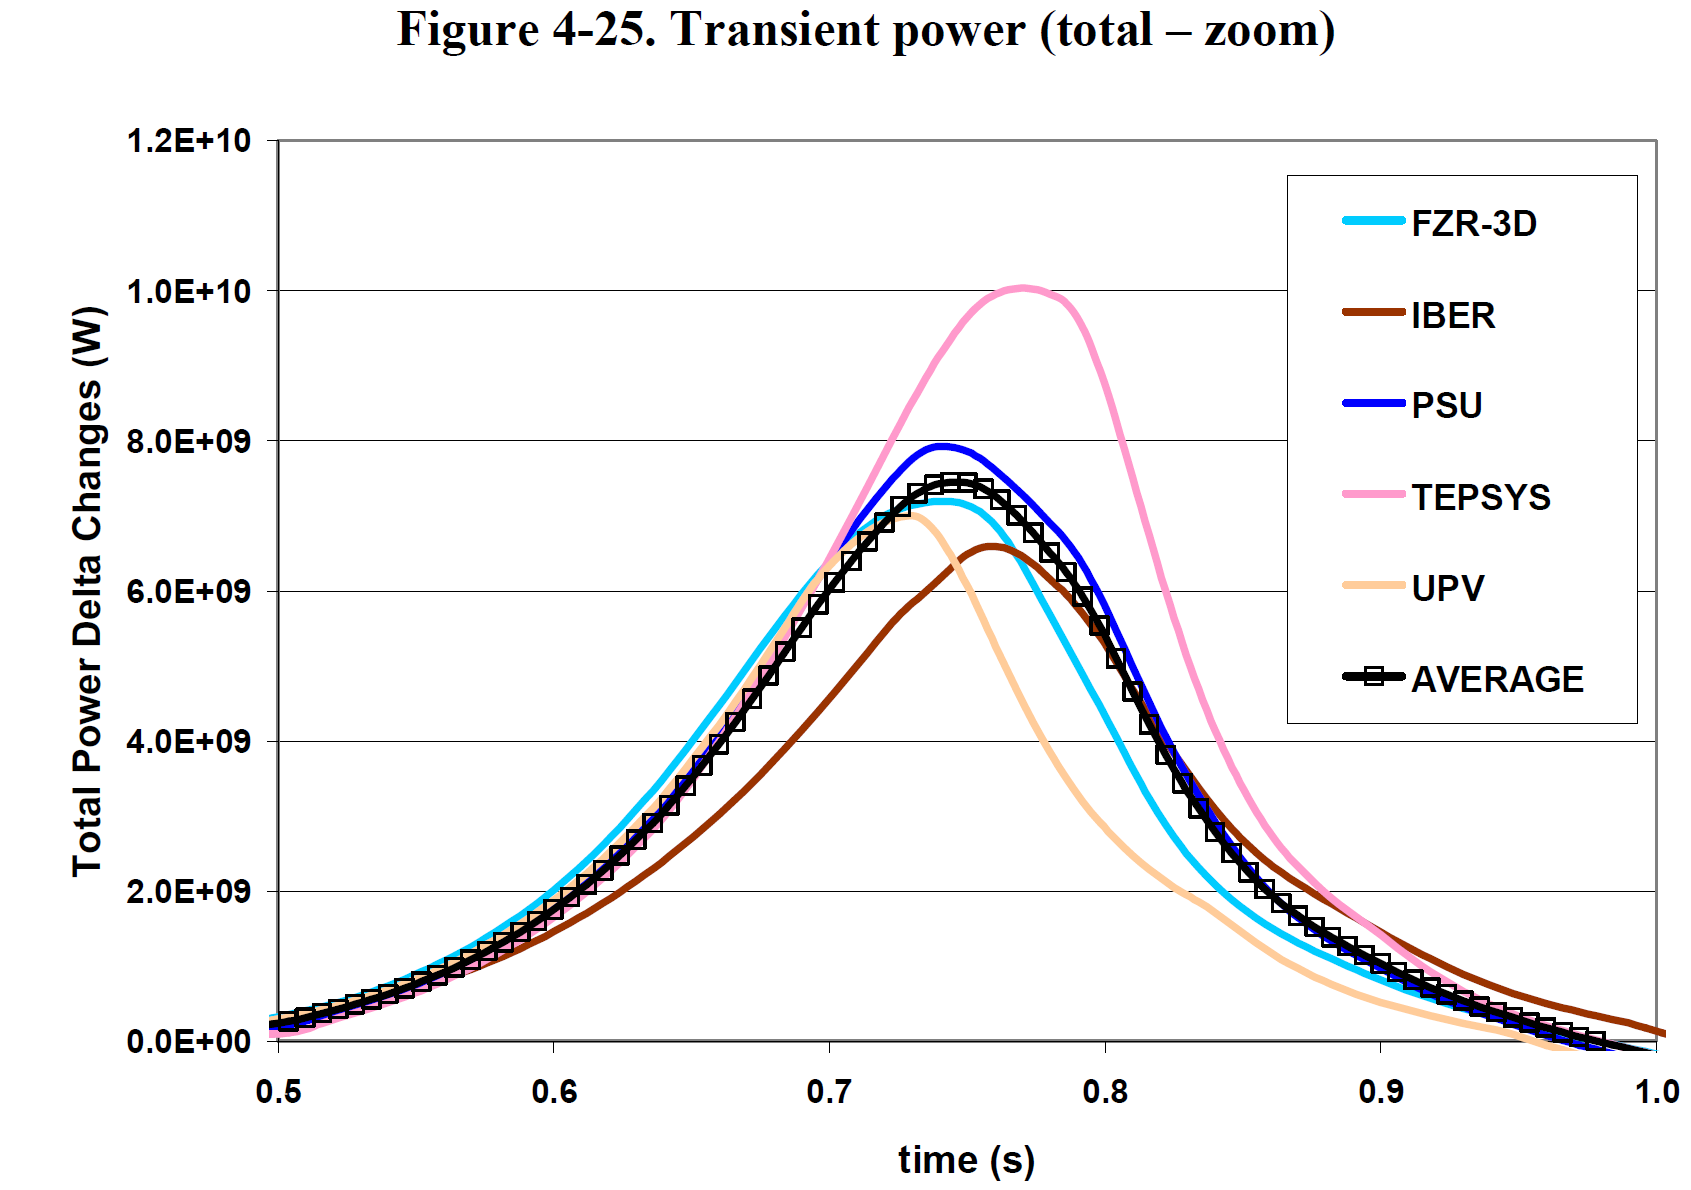 Figure 4-25. Transient power (total – zoom)
1.2E+10
1.0E+10
8.0E+09
6.0E+09
4.0E+09
2.0E+09
0.0E+00
Total Power Delta Changes (W)
FZR-3D
IBER
PSU
TEPSYS
UPV
AVERAGE
0.5 0.6 0.7 0.8 0.9 1.0
time (s)